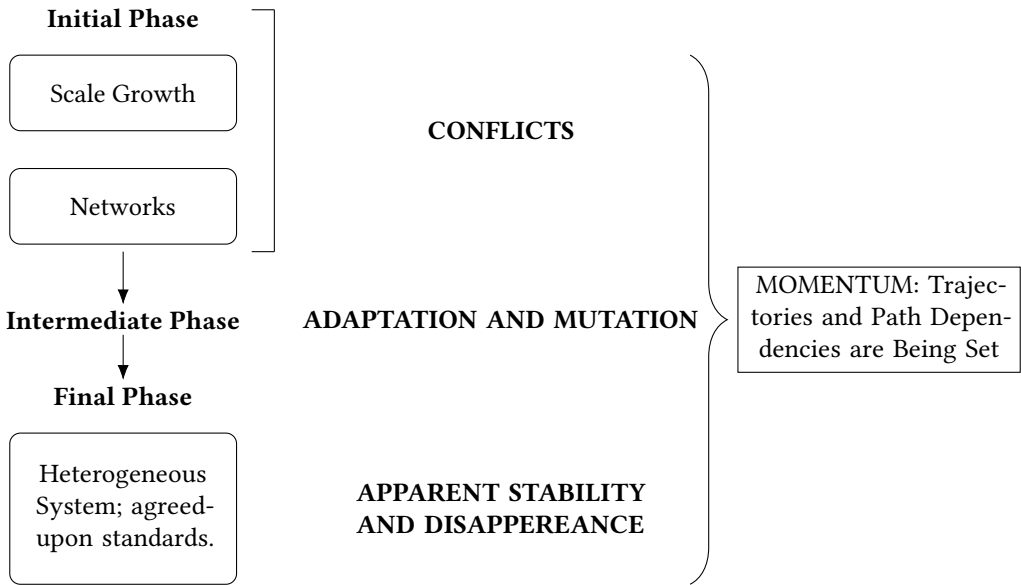 Initial Phase
Scale Growth
CONFLICTS
Networks
Intermediate Phase
ADAPTATION AND MUTATION
MOMENTUM: Trajec-
tories and Path Depen-
dencies are Being Set
Final Phase
Heterogeneous
System; agreed-
upon standards.
APPARENT STABILITY
AND DISAPPEREANCE